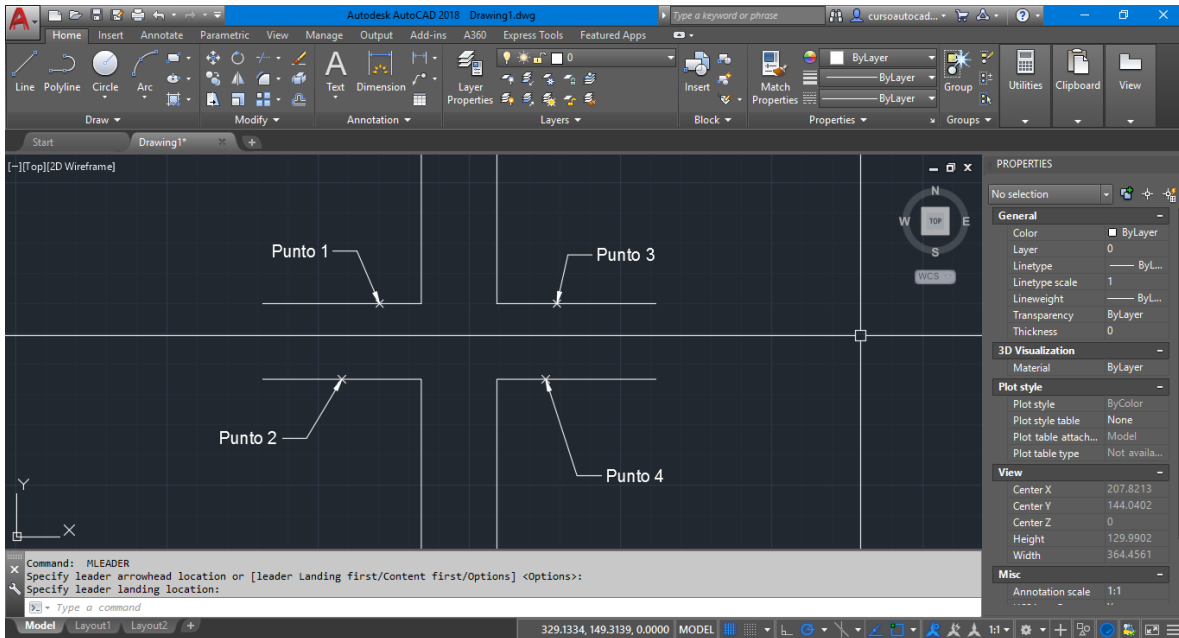 Autodesk AutoCAD 2018 Drawing1.dwg
Type a keyword or phrase
cursoautocad...
Home Insert Annotate Parametric View Manage Output Add-ins A360 Express Tools Featured Apps
Line Polyline Circle Arc
Text Dimension
Layer Properties
0
Insert
Match Properties
ByLayer
ByLayer
ByLayer
Group
Utilities Clipboard View
Draw Modify Annotation Layers Block Properties Groups
Start Drawing1* +
[−][Top][2D Wireframe]
N
W TOP E
S
WCS
Punto 1
Punto 3
Punto 2
Punto 4
Y
X
PROPERTIES
No selection
General
Color ByLayer
Layer 0
Linetype ByL...
Linetype scale 1
Lineweight ByL...
Transparency ByLayer
Thickness 0
3D Visualization
Material ByLayer
Plot style
Plot style ByColor
Plot style table None
Plot table attach... Model
Plot table type Not availa...
View
Center X 207.8213
Center Y 144.0402
Center Z 0
Height 129.9902
Width 364.4561
Misc
Annotation scale 1:1
Command: MLEADER
Specify leader arrowhead location or [leader Landing first/Content first/Options] <Options>:
Specify leader landing location:
Type a command
Model Layout1 Layout2 +
329.1334, 149.3139, 0.0000 MODEL 1:1